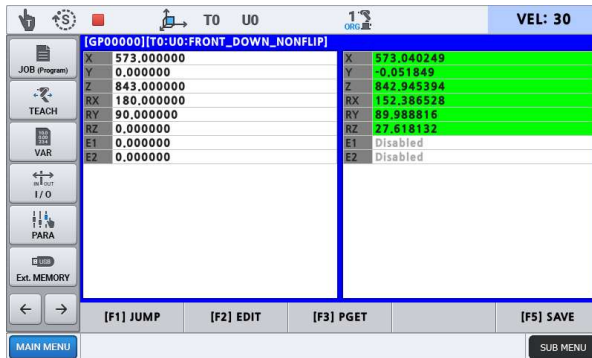 S T0 U0 1 ORG VEL: 30
[GP00000][T0:U0:FRONT_DOWN_NONFLIP]
X 573.000000 X 573.040249
Y 0.000000 Y -0.051849
Z 843.000000 Z 842.945394
RX 180.000000 RX 152.386528
RY 90.000000 RY 89.988816
RZ 0.000000 RZ 27.618132
E1 0.000000 E1 Disabled
E2 0.000000 E2 Disabled
JOB (Program)
TEACH
VAR
IN OUT
I / O
PARA
USB
Ext. MEMORY
[F1] JUMP [F2] EDIT [F3] PGET [F5] SAVE
MAIN MENU SUB MENU